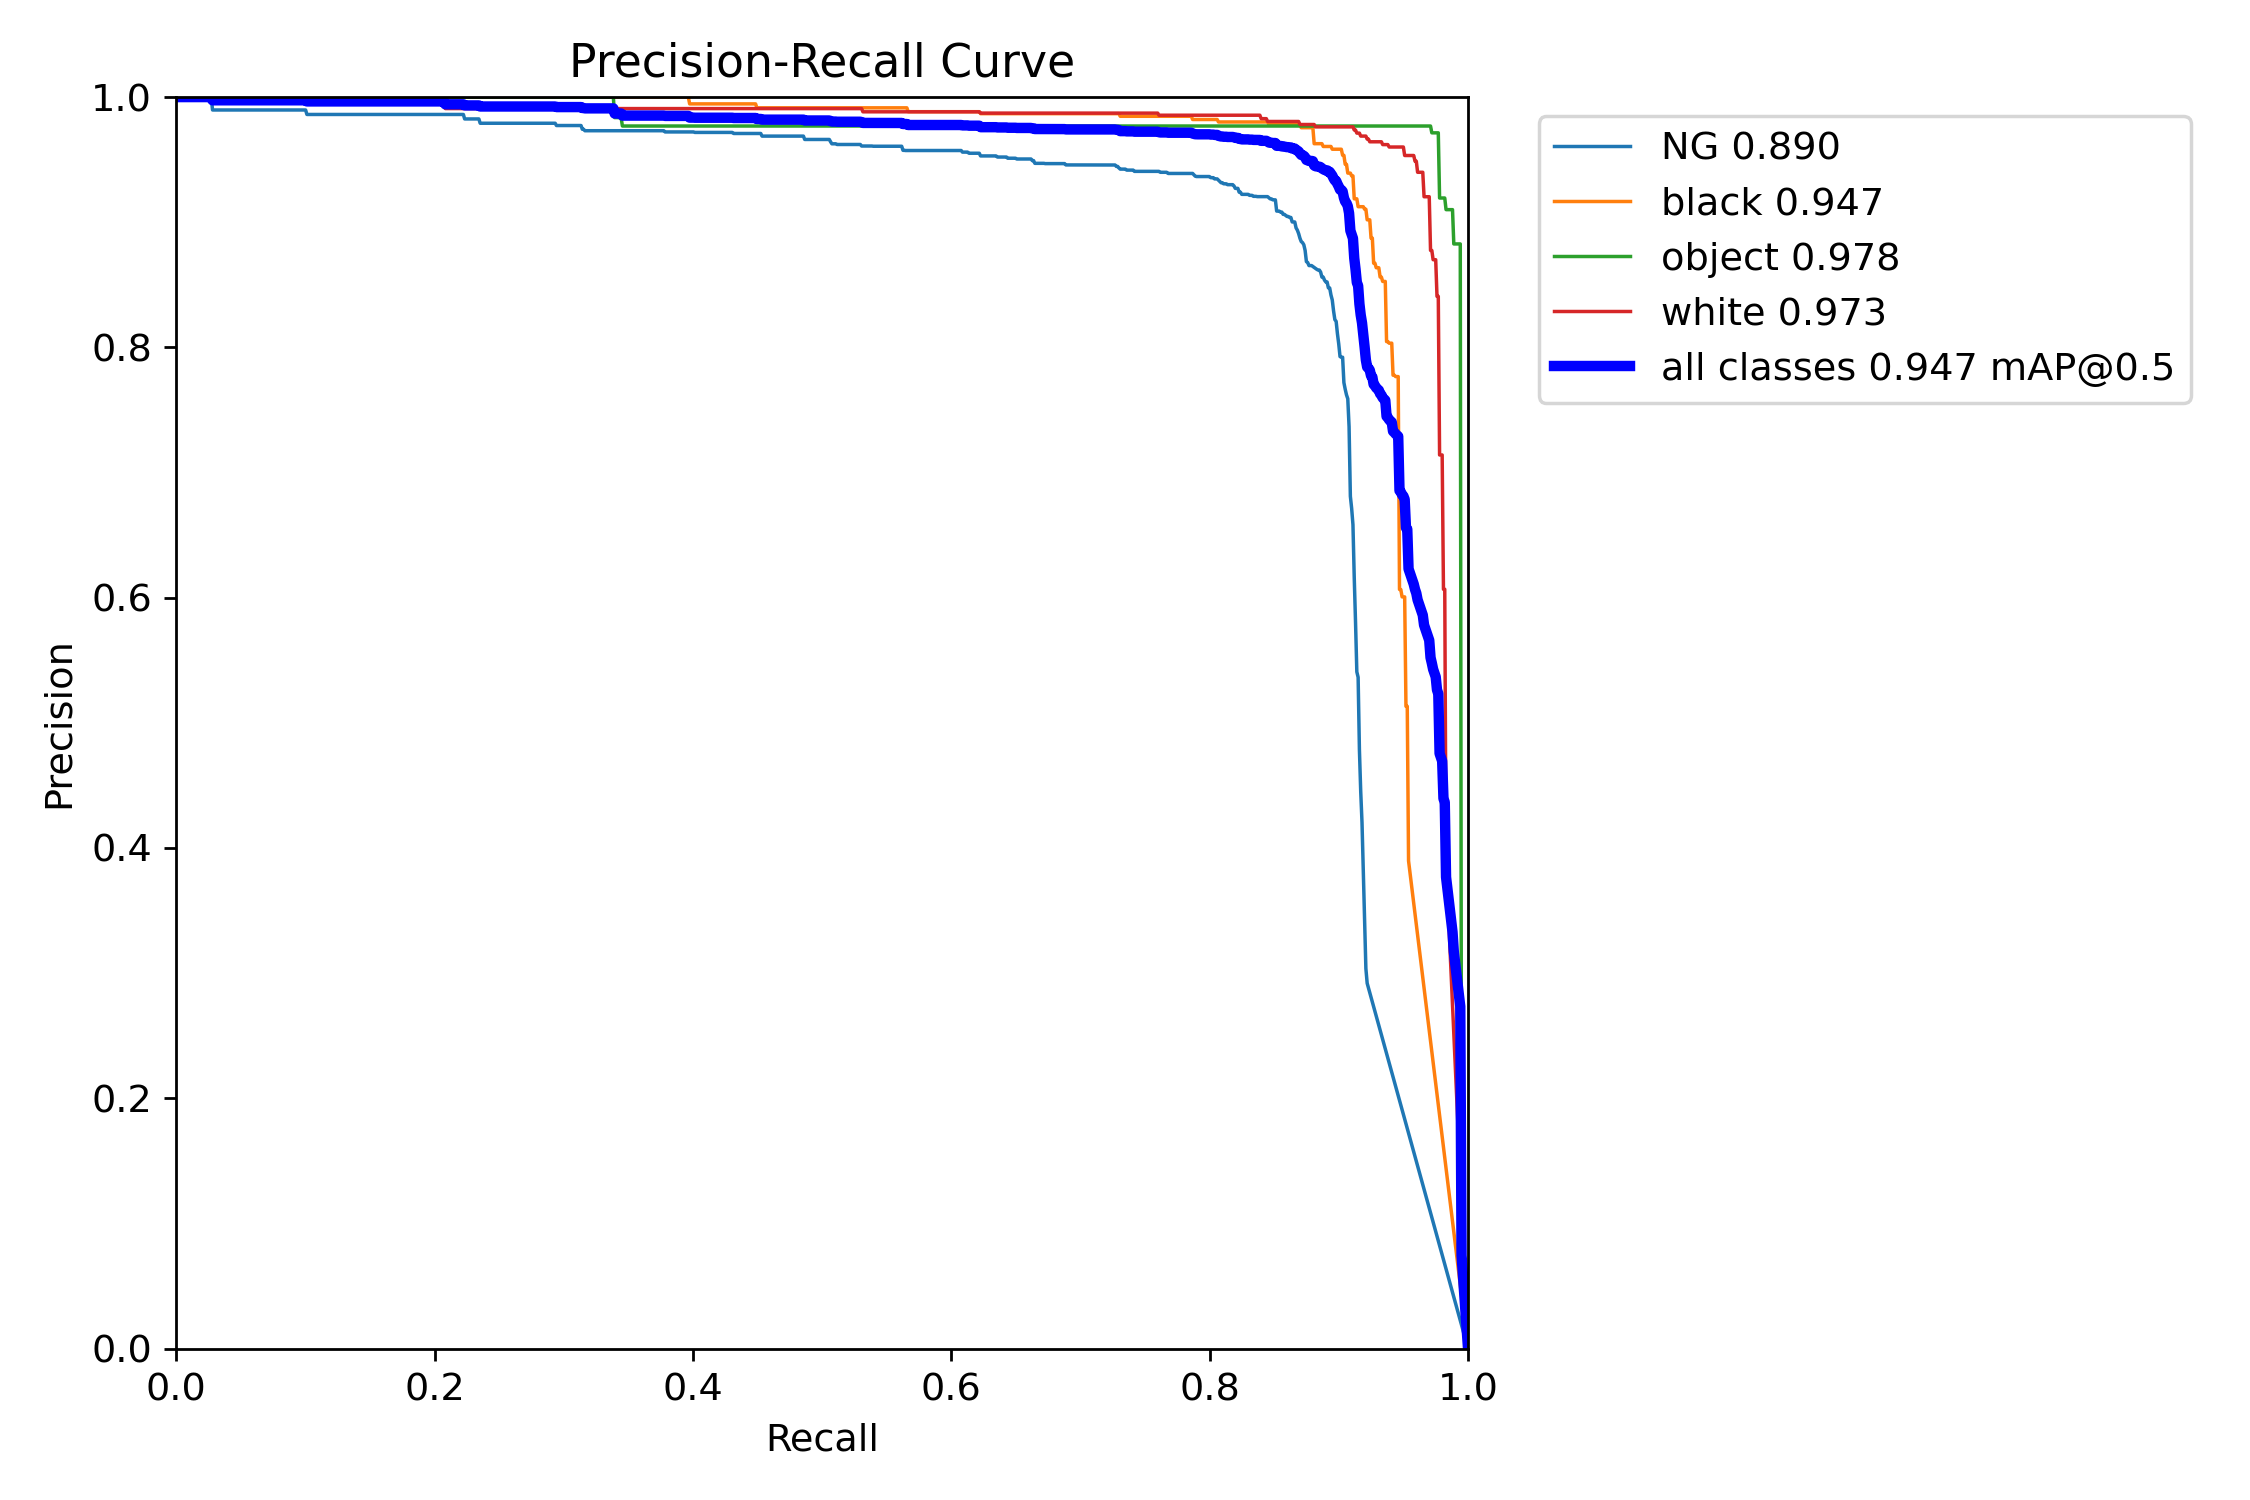 Precision-Recall Curve
1.0
0.8
0.6
0.4
0.2
0.0
Precision
0.0 0.2 0.4 0.6 0.8 1.0
Recall
NG 0.890
black 0.947
object 0.978
white 0.973
all classes 0.947 mAP@0.5